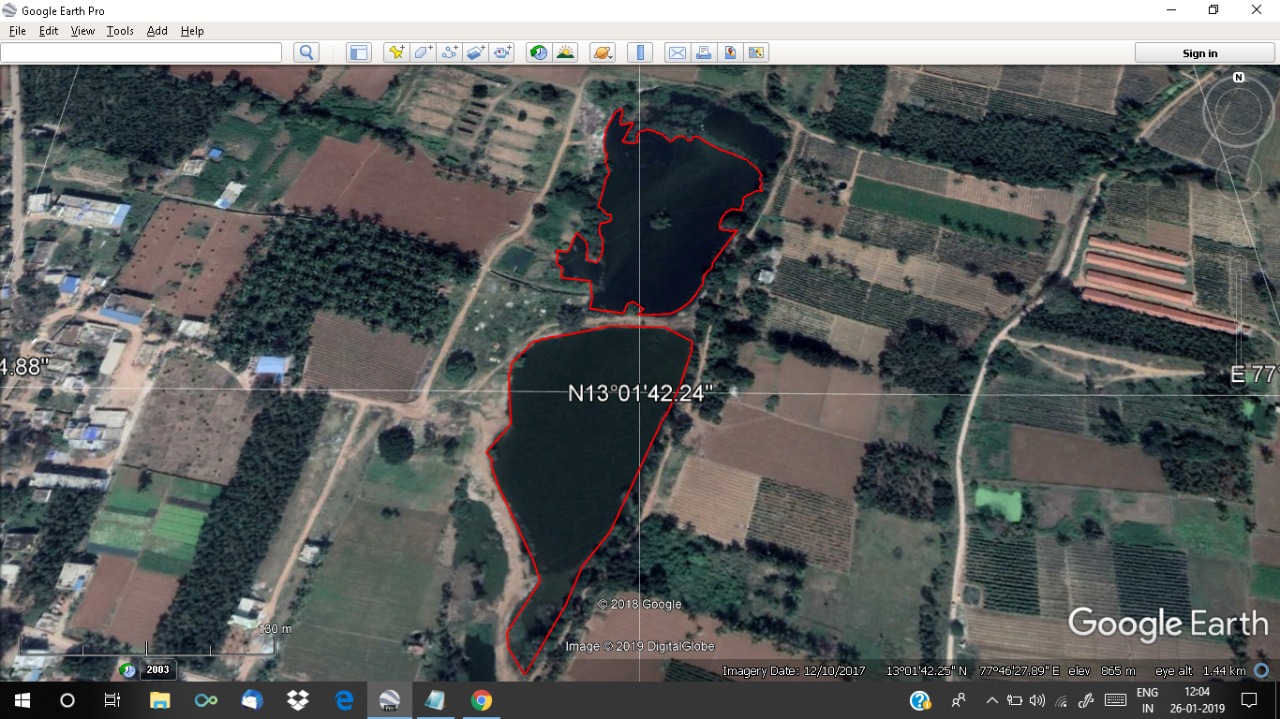 Google Earth Pro
File Edit View Tools Add Help
Sign in
N
4.88"
N13°01'42.24"
E 77°
© 2018 Google
130 m
Image © 2019 DigitalGlobe
Google Earth
2003
Imagery Date: 12/10/2017 13°01'42.25" N 77°46'27.89" E elev 865 m eye alt 1.44 km
ENG 12:04
IN 26-01-2019